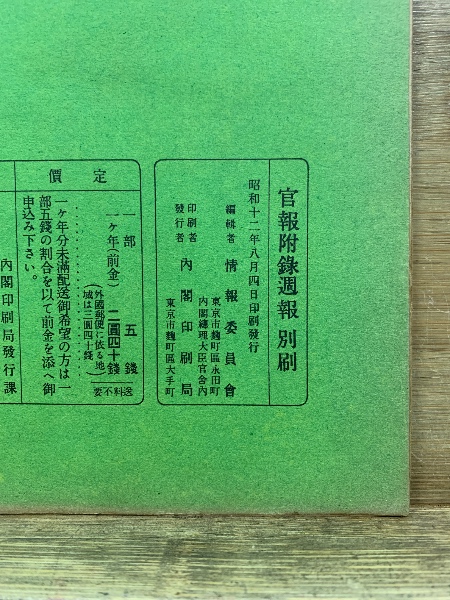 官報附錄週報 別刷
昭和十二年八月四日印刷發行
編輯者 情報委員會
東京市麴町區永田町
內閣總理大臣官舍內
印刷者
發行者
內閣印刷局
東京市麴町區大手町
定價
一部 五錢
一ヶ年(前金) 二圓四十錢
(外國郵便に依る地
域は三圓四十錢)
送料不要
一ヶ年分未滿配送御希望の方は一
部五錢の割合を以て前金を添へ御
申込み下さい。
內閣印刷局發行課